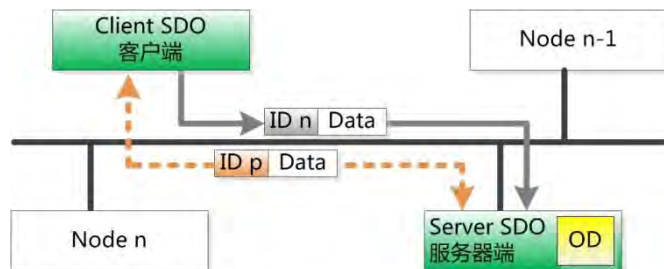 Client SDO
客户端
Node n-1
ID n Data
ID p Data
Node n
Server SDO
服务器端
OD